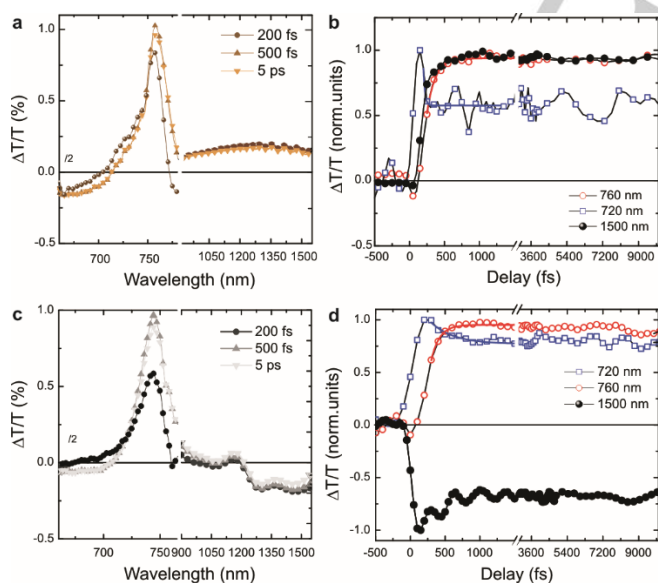 a
200 fs
500 fs
5 ps
ΔT/T (%)
1.0
0.5
0.0
-0.5
/2
700 750 1050 1200 1350 1500
Wavelength (nm)
b
ΔT/T (norm.units)
1.0
0.5
0.0
0.5
760 nm
720 nm
1500 nm
-500 0 500 1000 3600 5400 7200 9000
Delay (fs)
c
200 fs
500 fs
5 ps
ΔT/T (%)
1.0
0.5
0.0
-0.5
/2
700 750 900 1050 1200 1350 1500
Wavelength (nm)
d
ΔT/T (norm.units)
1.0
0.5
0.0
-0.5
-1.0
720 nm
760 nm
1500 nm
-500 0 500 1000 3600 5400 7200 9000
Delay (fs)